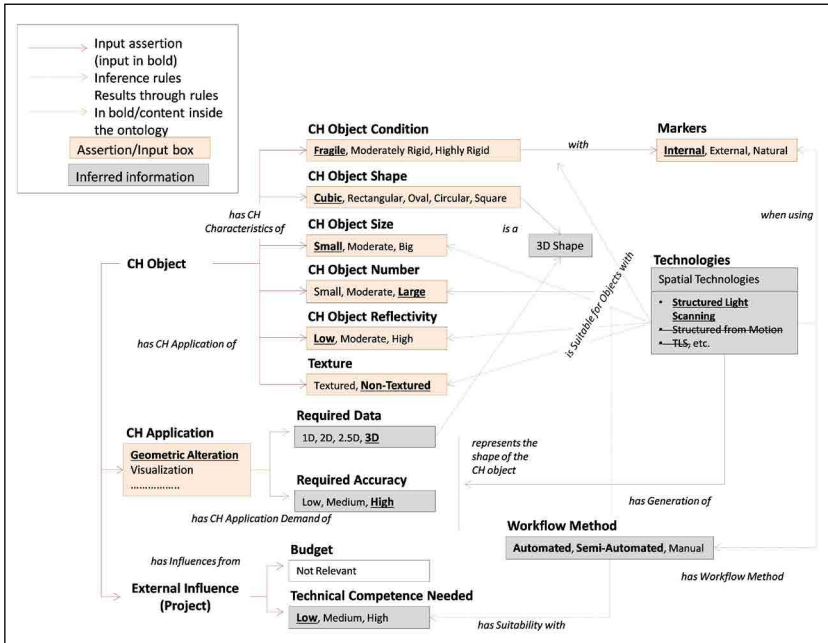 Input assertion
(input in bold)
Inference rules
Results through rules
In bold/content inside
the ontology
Assertion/Input box
Inferred information
CH Object Condition
Fragile, Moderately Rigid, Highly Rigid
with
Markers
Internal, External, Natural
CH Object Shape
Cubic, Rectangular, Oval, Circular, Square
has CH
Characteristics of
is a
3D Shape
when using
CH Object Size
Small, Moderate, Big
CH Object
CH Object Number
Small, Moderate, Large
is Suitable for Objects with
Technologies
Spatial Technologies
• Structured Light
Scanning
• Structured from Motion
• TLS, etc.
CH Object Reflectivity
Low, Moderate, High
has CH Application of
Texture
Textured, Non-Textured
CH Application
Geometric Alteration
Visualization
……………..
Required Data
1D, 2D, 2.5D, 3D
represents the
shape of the
CH object
Required Accuracy
Low, Medium, High
has CH Application Demand of
has Generation of
Workflow Method
Automated, Semi-Automated, Manual
has Workflow Method
has Influences from
Budget
Not Relevant
External Influence
(Project)
Technical Competence Needed
Low, Medium, High
has Suitability with